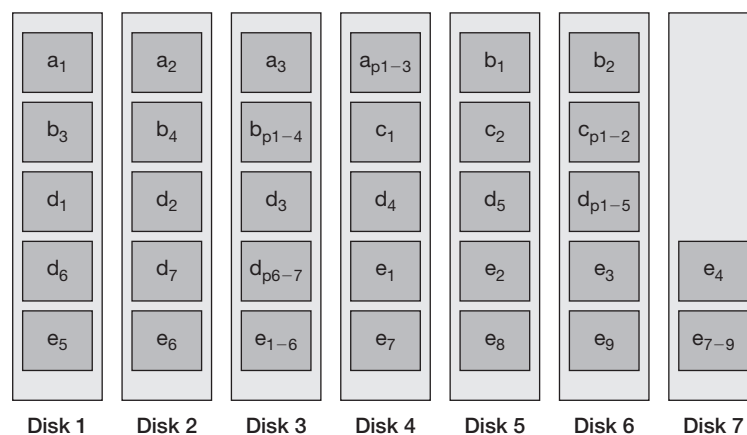 a₁ a₂ a₃ aₚ₁₋₃ b₁ b₂
b₃ b₄ bₚ₁₋₄ c₁ c₂ cₚ₁₋₂
d₁ d₂ d₃ d₄ d₅ dₚ₁₋₅
d₆ d₇ dₚ₆₋₇ e₁ e₂ e₃ e₄
e₅ e₆ e₁₋₆ e₇ e₈ e₉ e₇₋₉
Disk 1 Disk 2 Disk 3 Disk 4 Disk 5 Disk 6 Disk 7